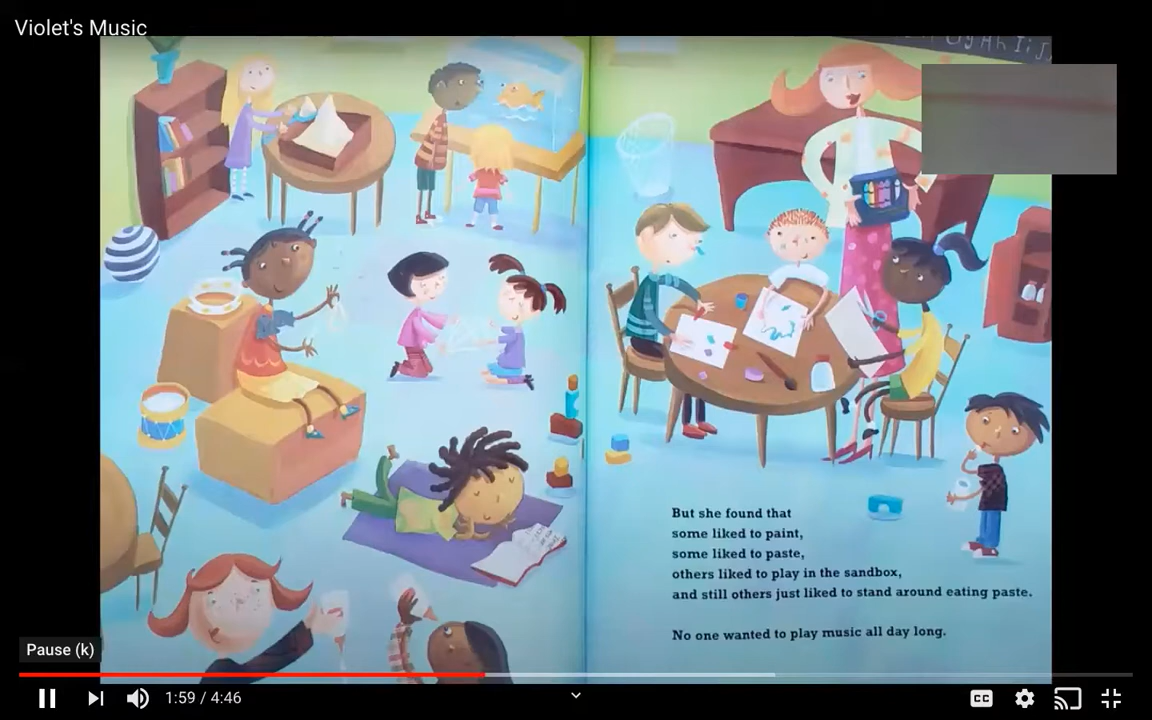 Violet's Music
But she found that
some liked to paint,
some liked to paste,
others liked to play in the sandbox,
and still others just liked to stand around eating paste.
No one wanted to play music all day long.
Pause (k)
1:59 / 4:46
CC